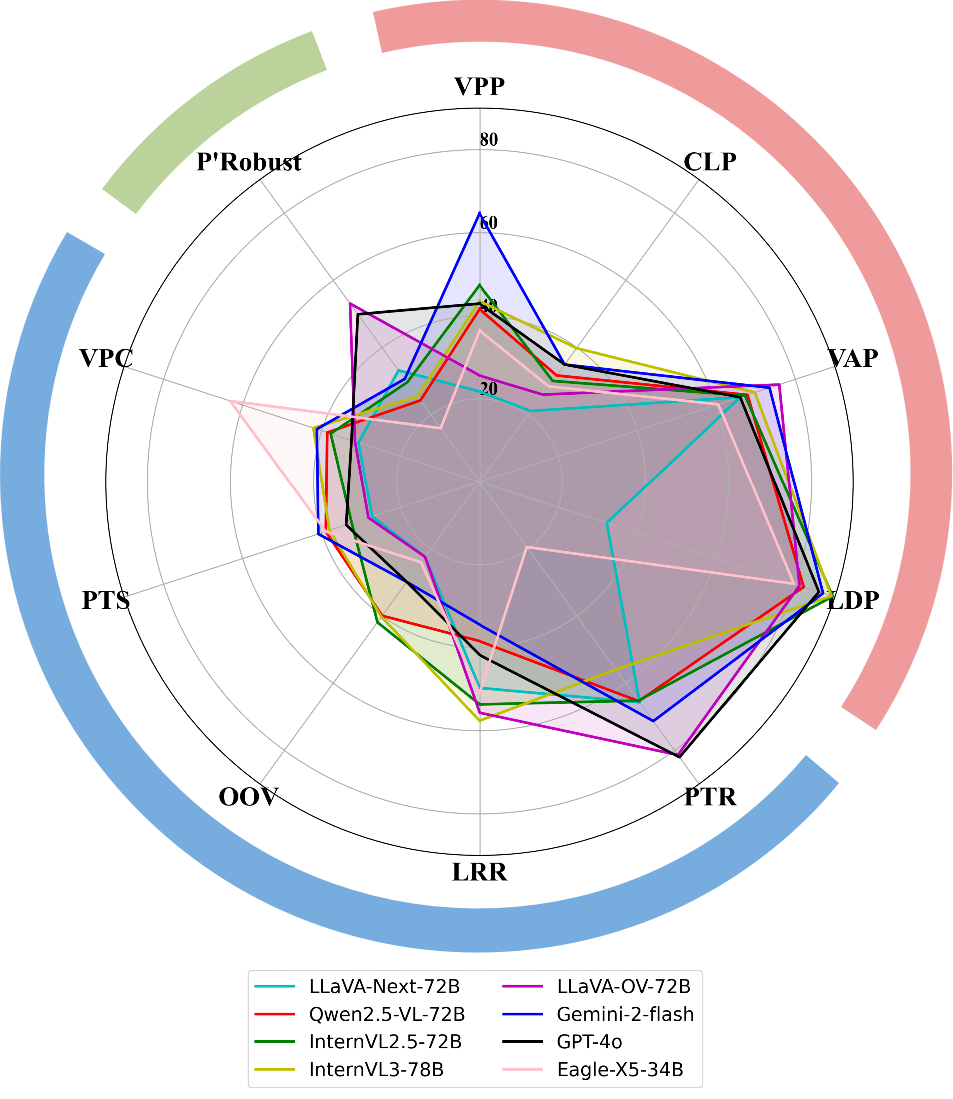 VPP
80
P'Robust
CLP
60
40
VPC
VAP
20
PTS
LDP
OOV
PTR
LRR
LLaVA-Next-72B
Qwen2.5-VL-72B
InternVL2.5-72B
InternVL3-78B
LLaVA-OV-72B
Gemini-2-flash
GPT-4o
Eagle-X5-34B